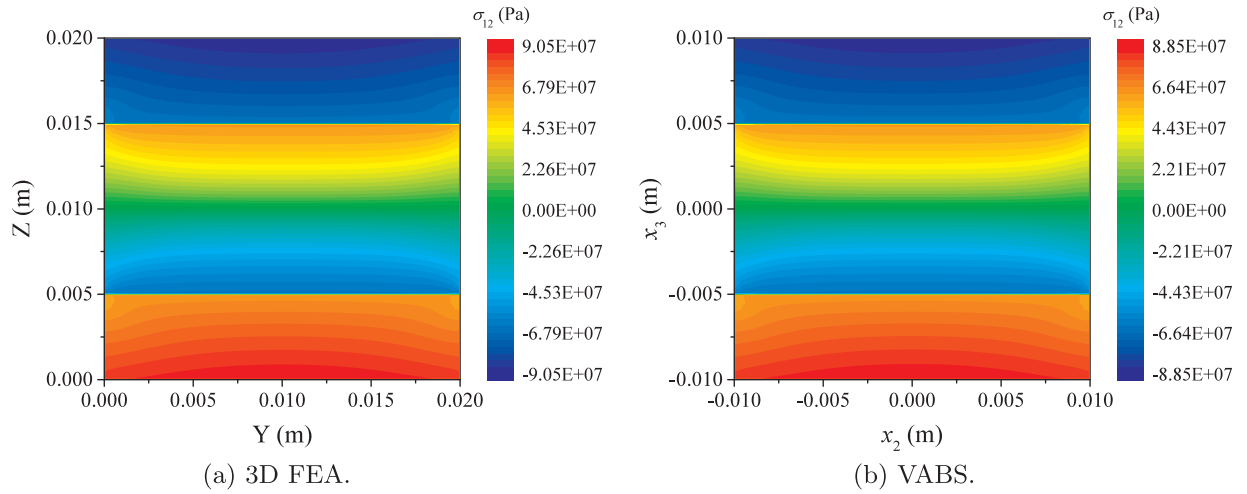 σ12 (Pa)
0.020
0.015
0.010
0.005
0.000
Z (m)
0.000 0.005 0.010 0.015 0.020
Y (m)
9.05E+07
6.79E+07
4.53E+07
2.26E+07
0.00E+00
-2.26E+07
-4.53E+07
-6.79E+07
-9.05E+07
(a) 3D FEA.
σ12 (Pa)
0.010
0.005
0.000
-0.005
-0.010
x3 (m)
-0.010 -0.005 0.000 0.005 0.010
x2 (m)
8.85E+07
6.64E+07
4.43E+07
2.21E+07
0.00E+00
-2.21E+07
-4.43E+07
-6.64E+07
-8.85E+07
(b) VABS.